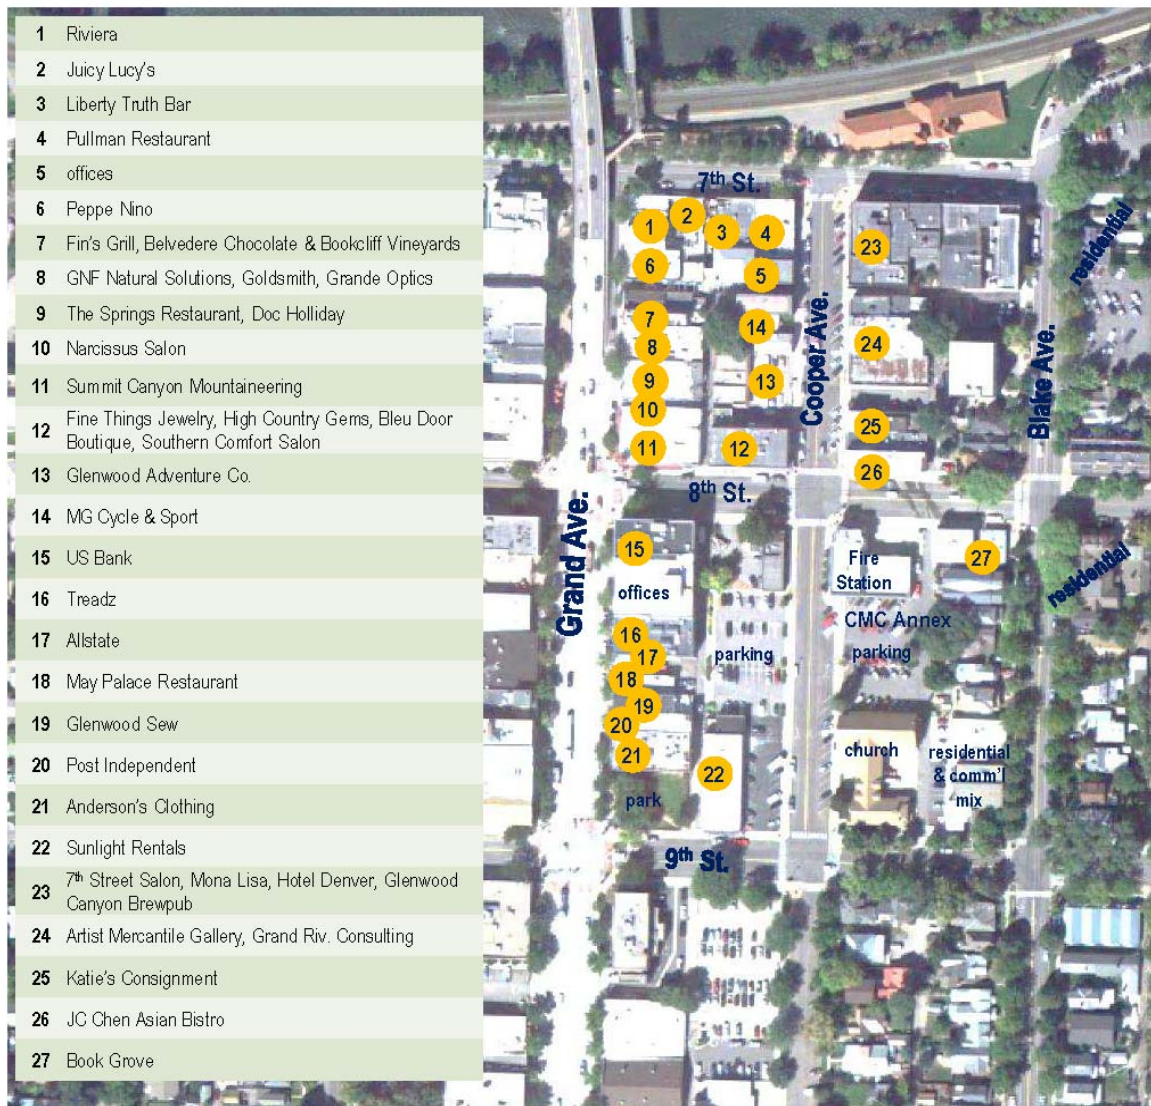 1 Riviera
2 Juicy Lucy's
3 Liberty Truth Bar
4 Pullman Restaurant
5 offices
6 Peppe Nino
7 Fin's Grill, Belvedere Chocolate & Bookcliff Vineyards
8 GNF Natural Solutions, Goldsmith, Grande Optics
9 The Springs Restaurant, Doc Holliday
10 Narcissus Salon
11 Summit Canyon Mountaineering
12 Fine Things Jewelry, High Country Gems, Bleu Door
Boutique, Southern Comfort Salon
13 Glenwood Adventure Co.
14 MG Cycle & Sport
15 US Bank
16 Treadz
17 Allstate
18 May Palace Restaurant
19 Glenwood Sew
20 Post Independent
21 Anderson's Clothing
22 Sunlight Rentals
23 7th Street Salon, Mona Lisa, Hotel Denver, Glenwood
Canyon Brewpub
24 Artist Mercantile Gallery, Grand Riv. Consulting
25 Katie's Consignment
26 JC Chen Asian Bistro
27 Book Grove
7th St.
1
2
3
4
23
residential
6
5
7
14
8
24
Cooper Ave.
Blake Ave.
9
13
10
25
11
12
26
8th St.
Grand Ave.
15
Fire
Station
27
residential
offices
CMC Annex
parking
16
17
parking
18
19
20
21
22
church
residential
& comm'l
mix
park
9th St.